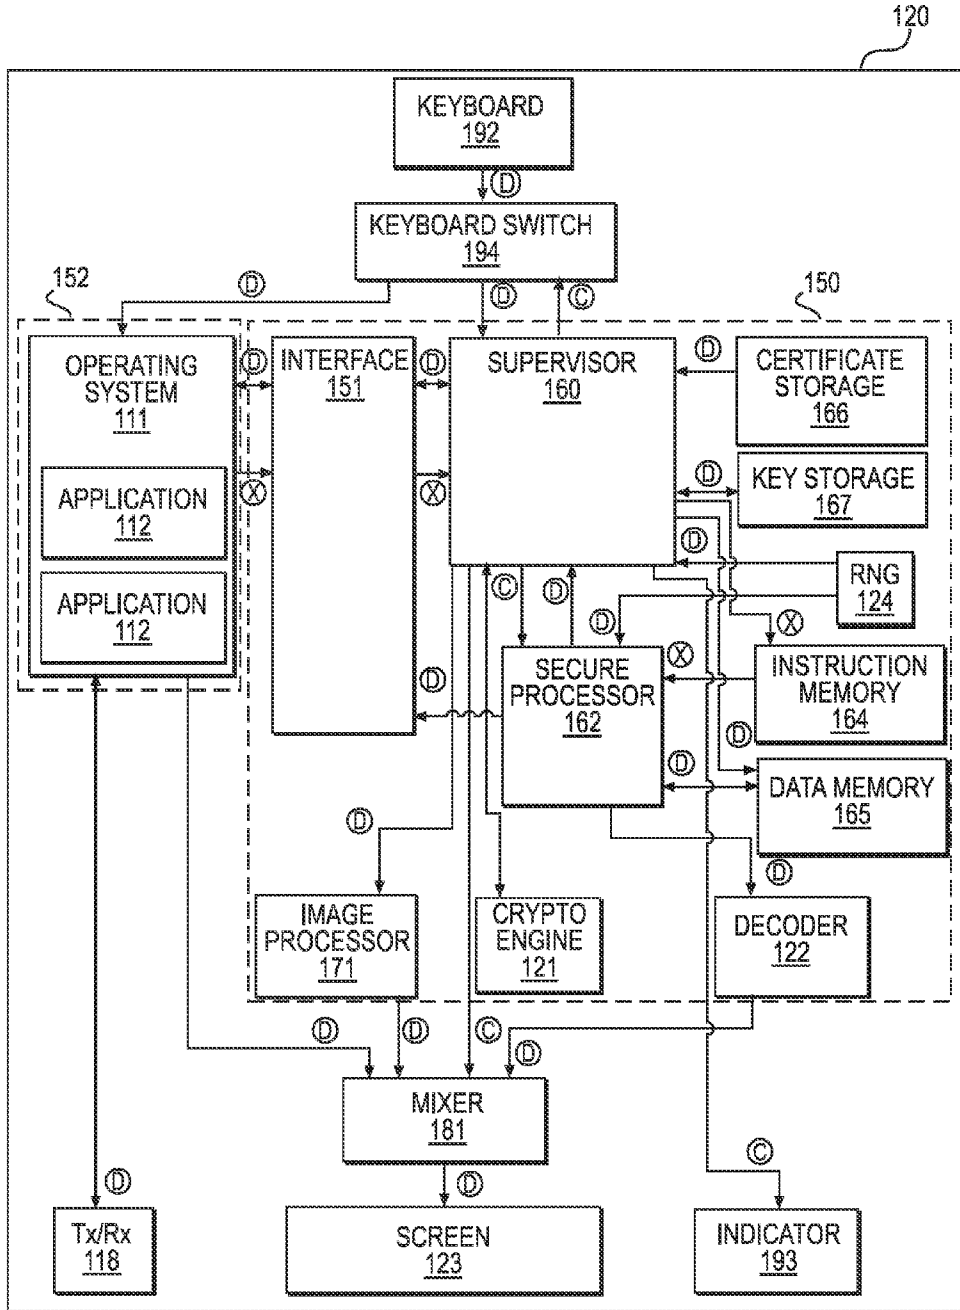 120
KEYBOARD
192
D
KEYBOARD SWITCH
194
152
D
D
C
150
OPERATING
SYSTEM
111
D
INTERFACE
151
D
SUPERVISOR
160
D
CERTIFICATE
STORAGE
166
APPLICATION
112
X
X
D
KEY STORAGE
167
APPLICATION
112
C
D
D
RNG
124
D
X
D
SECURE
PROCESSOR
162
X
INSTRUCTION
MEMORY
164
D
D
DATA MEMORY
165
D
D
IMAGE
PROCESSOR
171
CRYPTO
ENGINE
121
DECODER
122
D
D
C
D
MIXER
181
C
D
D
Tx/Rx
118
SCREEN
123
INDICATOR
193